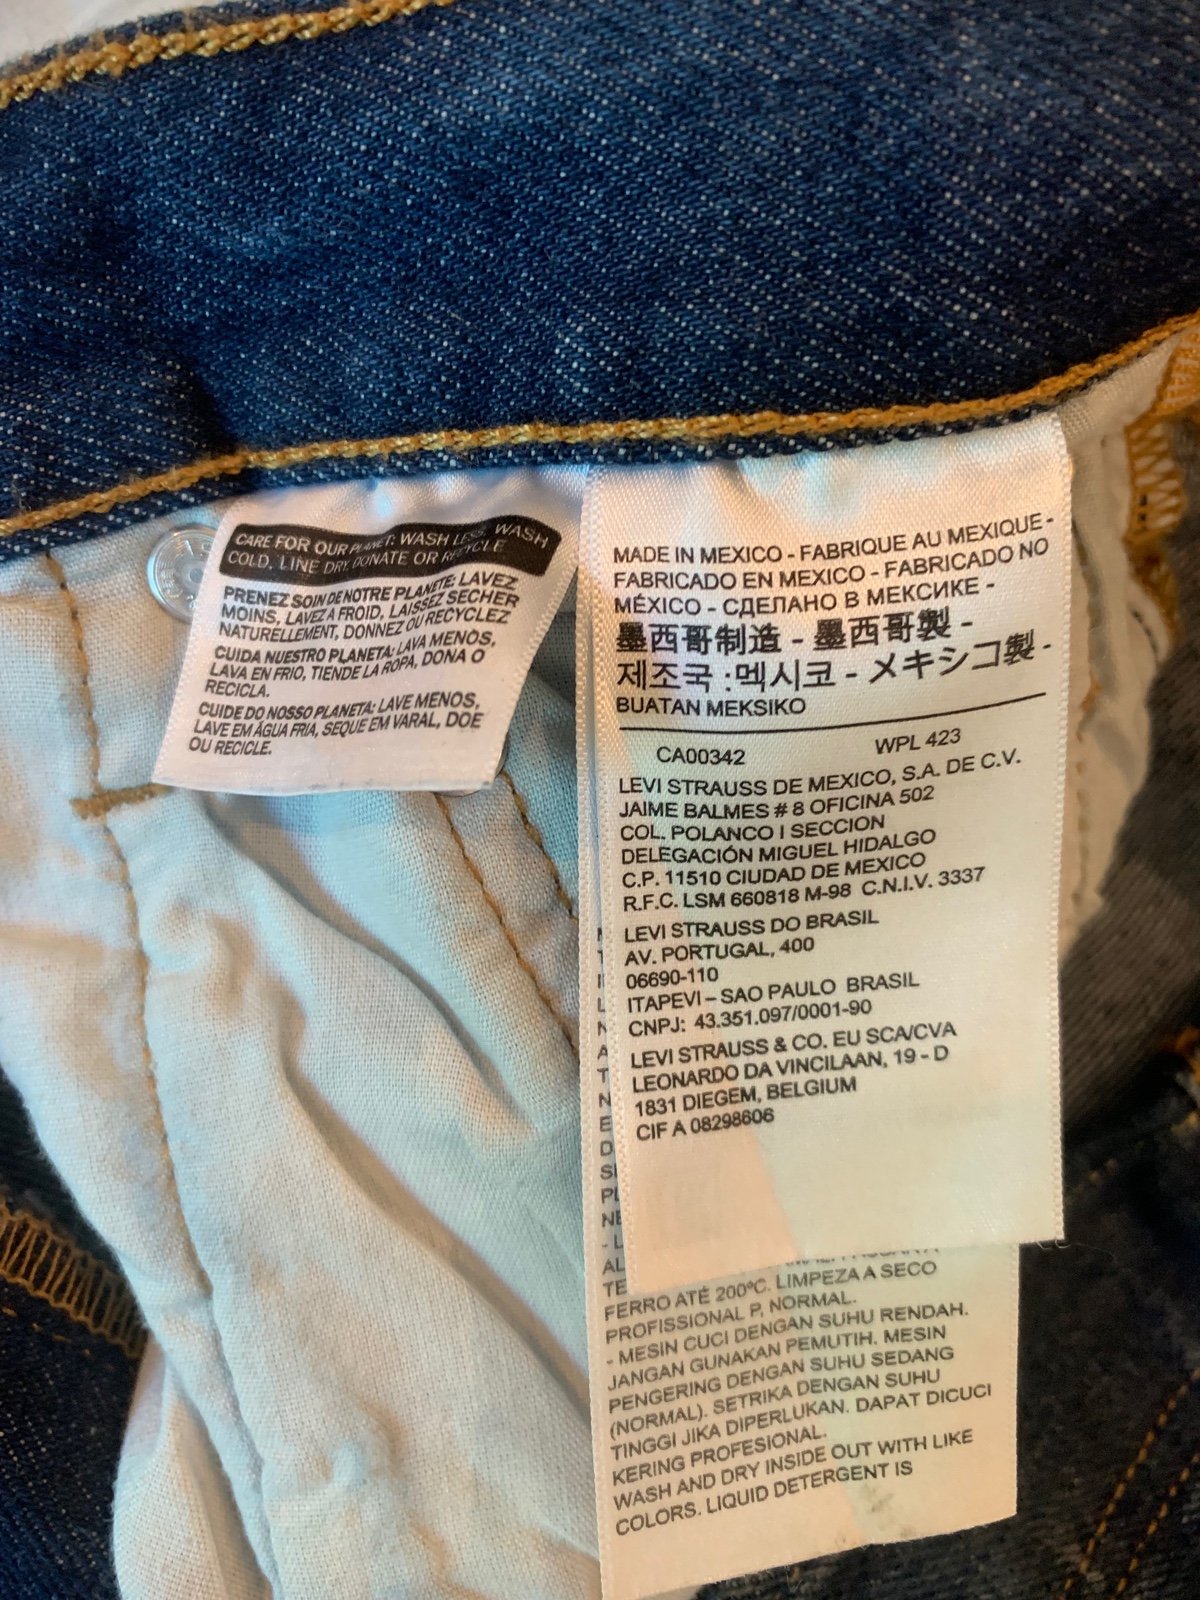 CARE FOR OUR PLANET: WASH LESS, WASH
COLD, LINE DRY, DONATE OR RECYCLE
PRENEZ SOIN DE NOTRE PLANETE: LAVEZ
MOINS, LAVEZ A FROID, LAISSEZ SECHER
NATURELLEMENT, DONNEZ OU RECYCLEZ
CUIDA NUESTRO PLANETA: LAVA MENOS,
LAVA EN FRIO, TIENDE LA ROPA, DONA O
RECICLA.
CUIDE DO NOSSO PLANETA: LAVE MENOS,
LAVE EM ÁGUA FRIA, SEQUE EM VARAL, DOE
OU RECICLE.
MADE IN MEXICO - FABRIQUE AU MEXIQUE -
FABRICADO EN MEXICO - FABRICADO NO
MÉXICO - СДЕЛАНО В МЕКСИКЕ -
墨西哥制造 - 墨西哥製 -
제조국 :멕시코 - メキシコ製 -
BUATAN MEKSIKO
CA00342 WPL 423
LEVI STRAUSS DE MEXICO, S.A. DE C.V.
JAIME BALMES # 8 OFICINA 502
COL. POLANCO I SECCION
DELEGACIÓN MIGUEL HIDALGO
C.P. 11510 CIUDAD DE MEXICO
R.F.C. LSM 660818 M-98 C.N.I.V. 3337
LEVI STRAUSS DO BRASIL
AV. PORTUGAL, 400
06690-110
ITAPEVI – SAO PAULO BRASIL
CNPJ: 43.351.097/0001-90
LEVI STRAUSS & CO. EU SCA/CVA
LEONARDO DA VINCILAAN, 19 - D
1831 DIEGEM, BELGIUM
CIF A 08298606
FERRO ATÉ 200ºC. LIMPEZA A SECO
PROFISSIONAL P, NORMAL.
- MESIN CUCI DENGAN SUHU RENDAH.
JANGAN GUNAKAN PEMUTIH. MESIN
PENGERING DENGAN SUHU SEDANG
(NORMAL). SETRIKA DENGAN SUHU
TINGGI JIKA DIPERLUKAN. DAPAT DICUCI
KERING PROFESIONAL.
WASH AND DRY INSIDE OUT WITH LIKE
COLORS. LIQUID DETERGENT IS